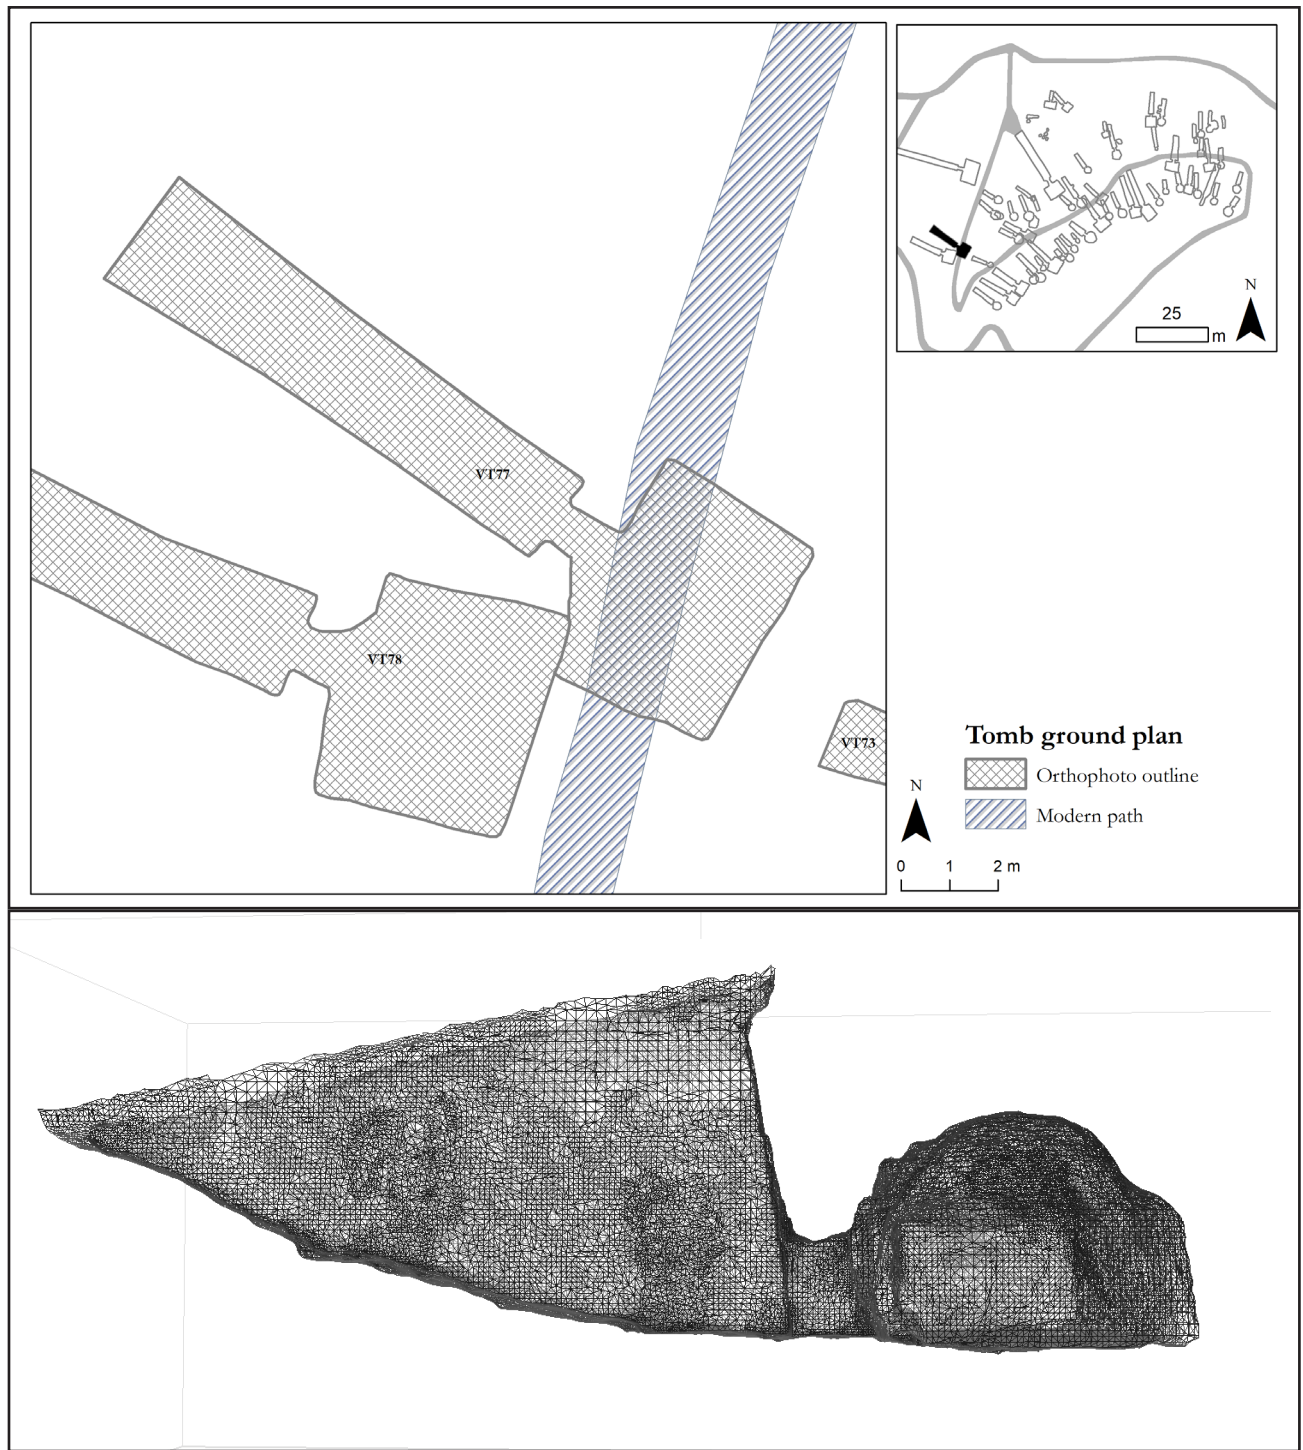 VT77
VT78
VT73
N
25
m
Tomb ground plan
Orthophoto outline
Modern path
N
0 1 2 m